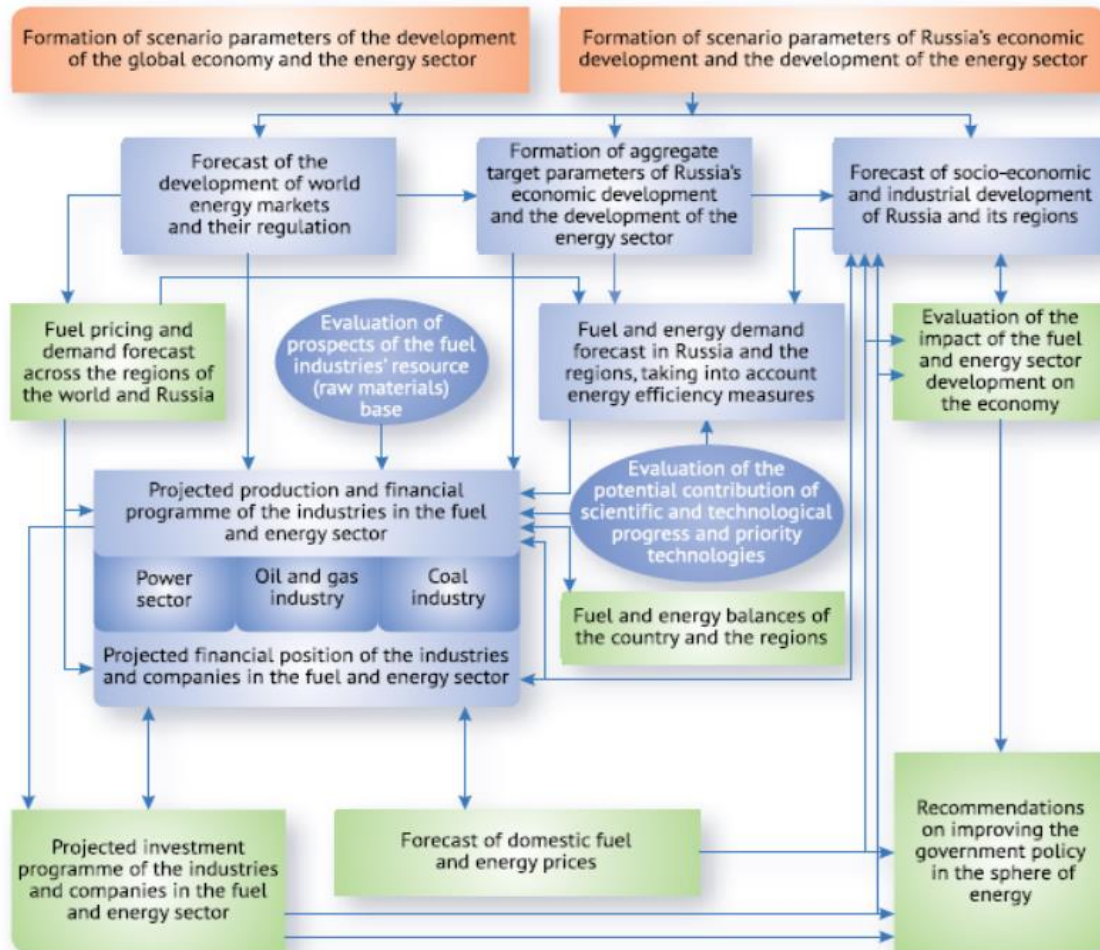 Formation of scenario parameters of the development
of the global economy and the energy sector
Formation of scenario parameters of Russia's economic
development and the development of the energy sector
Forecast of the
development of world
energy markets
and their regulation
Formation of aggregate
target parameters of Russia's
economic development
and the development of the
energy sector
Forecast of socio-economic
and industrial development
of Russia and its regions
Fuel pricing and
demand forecast
across the regions of
the world and Russia
Evaluation of
prospects of the fuel
industries' resource
(raw materials)
base
Fuel and energy demand
forecast in Russia and the
regions, taking into account
energy efficiency measures
Evaluation of the
impact of the fuel
and energy sector
development on
the economy
Projected production and financial
programme of the industries in the fuel
and energy sector
Evaluation of the
potential contribution of
scientific and technological
progress and priority
technologies
Power
sector
Oil and gas
industry
Coal
industry
Fuel and energy balances of
the country and the regions
Projected financial position of the industries
and companies in the fuel and energy sector
Projected investment
programme of the industries
and companies in the fuel
and energy sector
Forecast of domestic fuel
and energy prices
Recommendations
on improving the
government policy
in the sphere of
energy